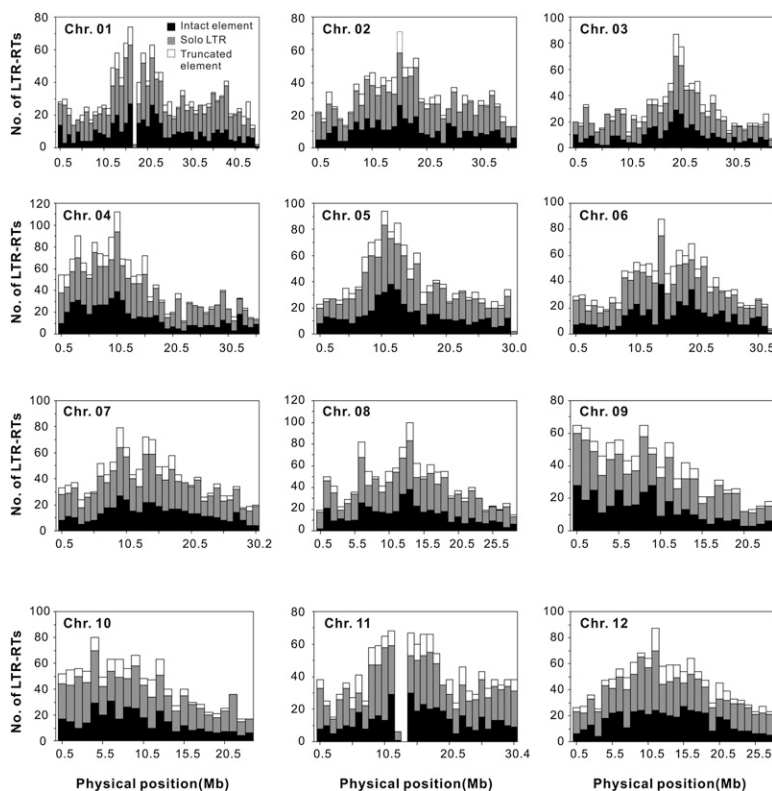 Chr. 01
Intact element
Solo LTR
Truncated element
No. of LTR-RTs
80
60
40
20
0
0.5 10.5 20.5 30.5 40.5
Chr. 02
80
60
40
20
0
0.5 10.5 20.5 30.5
Chr. 03
100
80
60
40
20
0
0.5 10.5 20.5 30.5
Chr. 04
No. of LTR-RTs
120
100
80
60
40
20
0
0.5 10.5 20.5 30.5
Chr. 05
100
80
60
40
20
0
0.5 10.5 20.5 30.0
Chr. 06
100
80
60
40
20
0
0.5 10.5 20.5 30.5
Chr. 07
No. of LTR-RTs
100
80
60
40
20
0
0.5 10.5 20.5 30.2
Chr. 08
120
100
80
60
40
20
0
0.5 5.5 10.5 15.5 20.5 25.5
Chr. 09
80
60
40
20
0
0.5 5.5 10.5 15.5 20.5
Chr. 10
No. of LTR-RTs
100
80
60
40
20
0
0.5 5.5 10.5 15.5 20.5
Physical position(Mb)
Chr. 11
80
60
40
20
0
0.5 10.5 20.5 30.4
Physical position(Mb)
Chr. 12
100
80
60
40
20
0
0.5 5.5 10.5 15.5 20.5 25.5
Physical position(Mb)